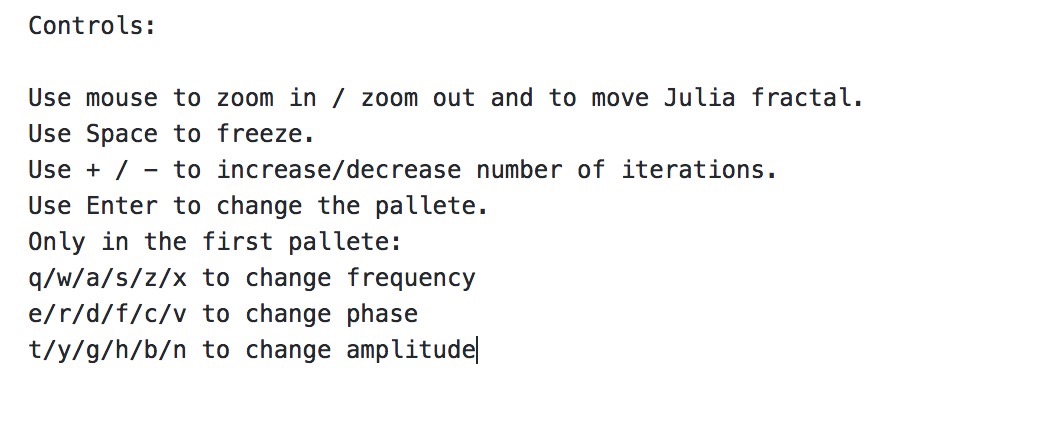 Controls:
Use mouse to zoom in / zoom out and to move Julia fractal.
Use Space to freeze.
Use + / − to increase/decrease number of iterations.
Use Enter to change the pallete.
Only in the first pallete:
q/w/a/s/z/x to change frequency
e/r/d/f/c/v to change phase
t/y/g/h/b/n to change amplitude